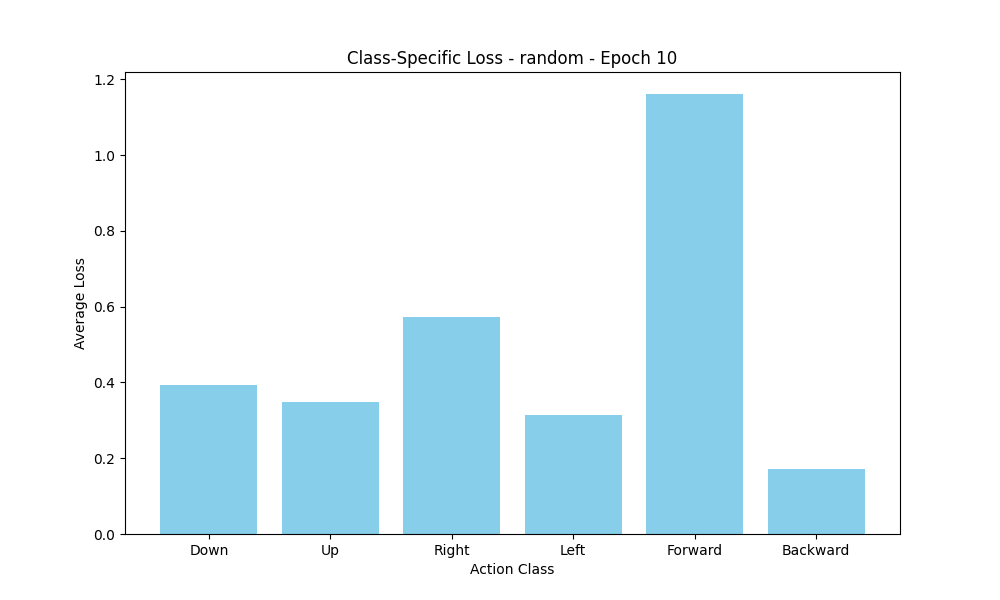 Class-Specific Loss - random - Epoch 10
1.2
1.0
0.8
0.6
0.4
0.2
0.0
Average Loss
Down Up Right Left Forward Backward
Action Class